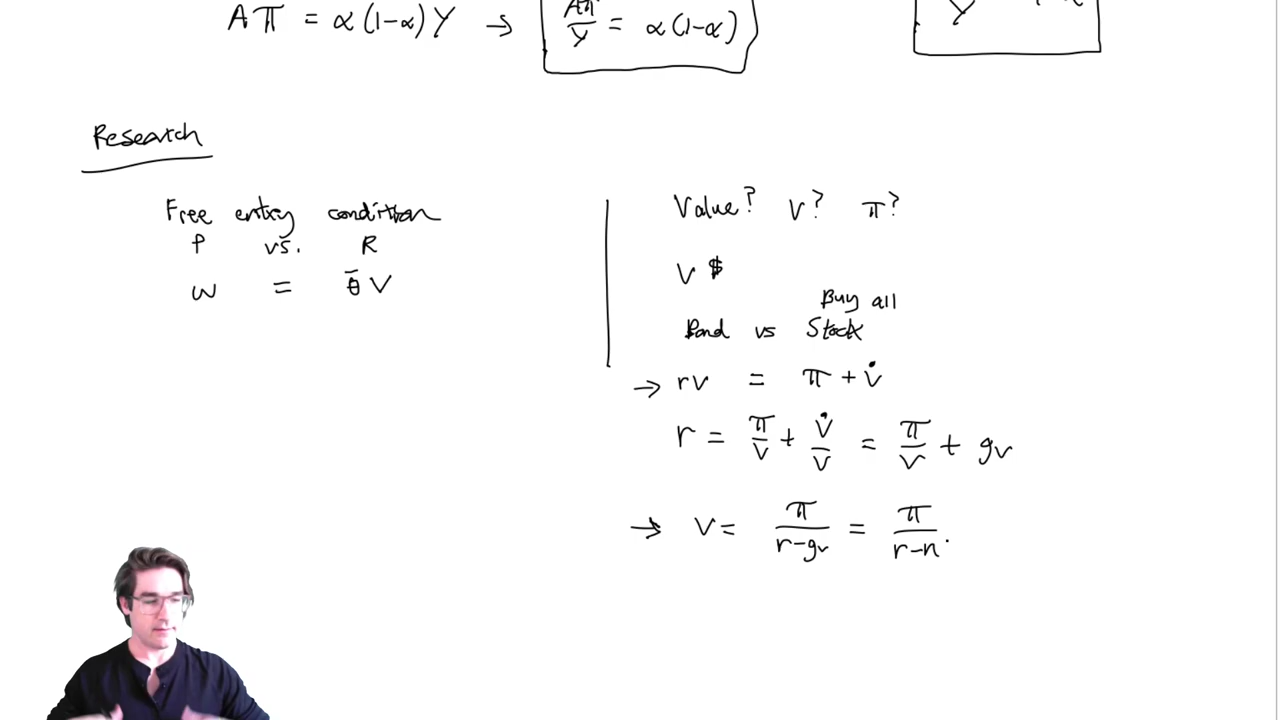 Aπ = α(1-α)Y → Aπ/Y = α(1-α)
Y
Research
Free entry condition
P vs. R
w = θ̄ V
Value? V? π?
V $
Buy all
Bond vs Stock
→ rV = π + V̇
r = π/V + V̇/V = π/V + gv
→ V = π/(r-gv) = π/(r-n)